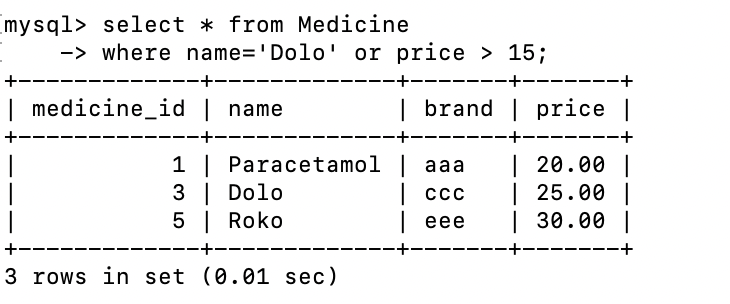 mysql> select * from Medicine
    -> where name='Dolo' or price > 15;
+-------------+-------------+-------+-------+
| medicine_id | name        | brand | price |
+-------------+-------------+-------+-------+
|           1 | Paracetamol | aaa   | 20.00 |
|           3 | Dolo        | ccc   | 25.00 |
|           5 | Roko        | eee   | 30.00 |
+-------------+-------------+-------+-------+
3 rows in set (0.01 sec)